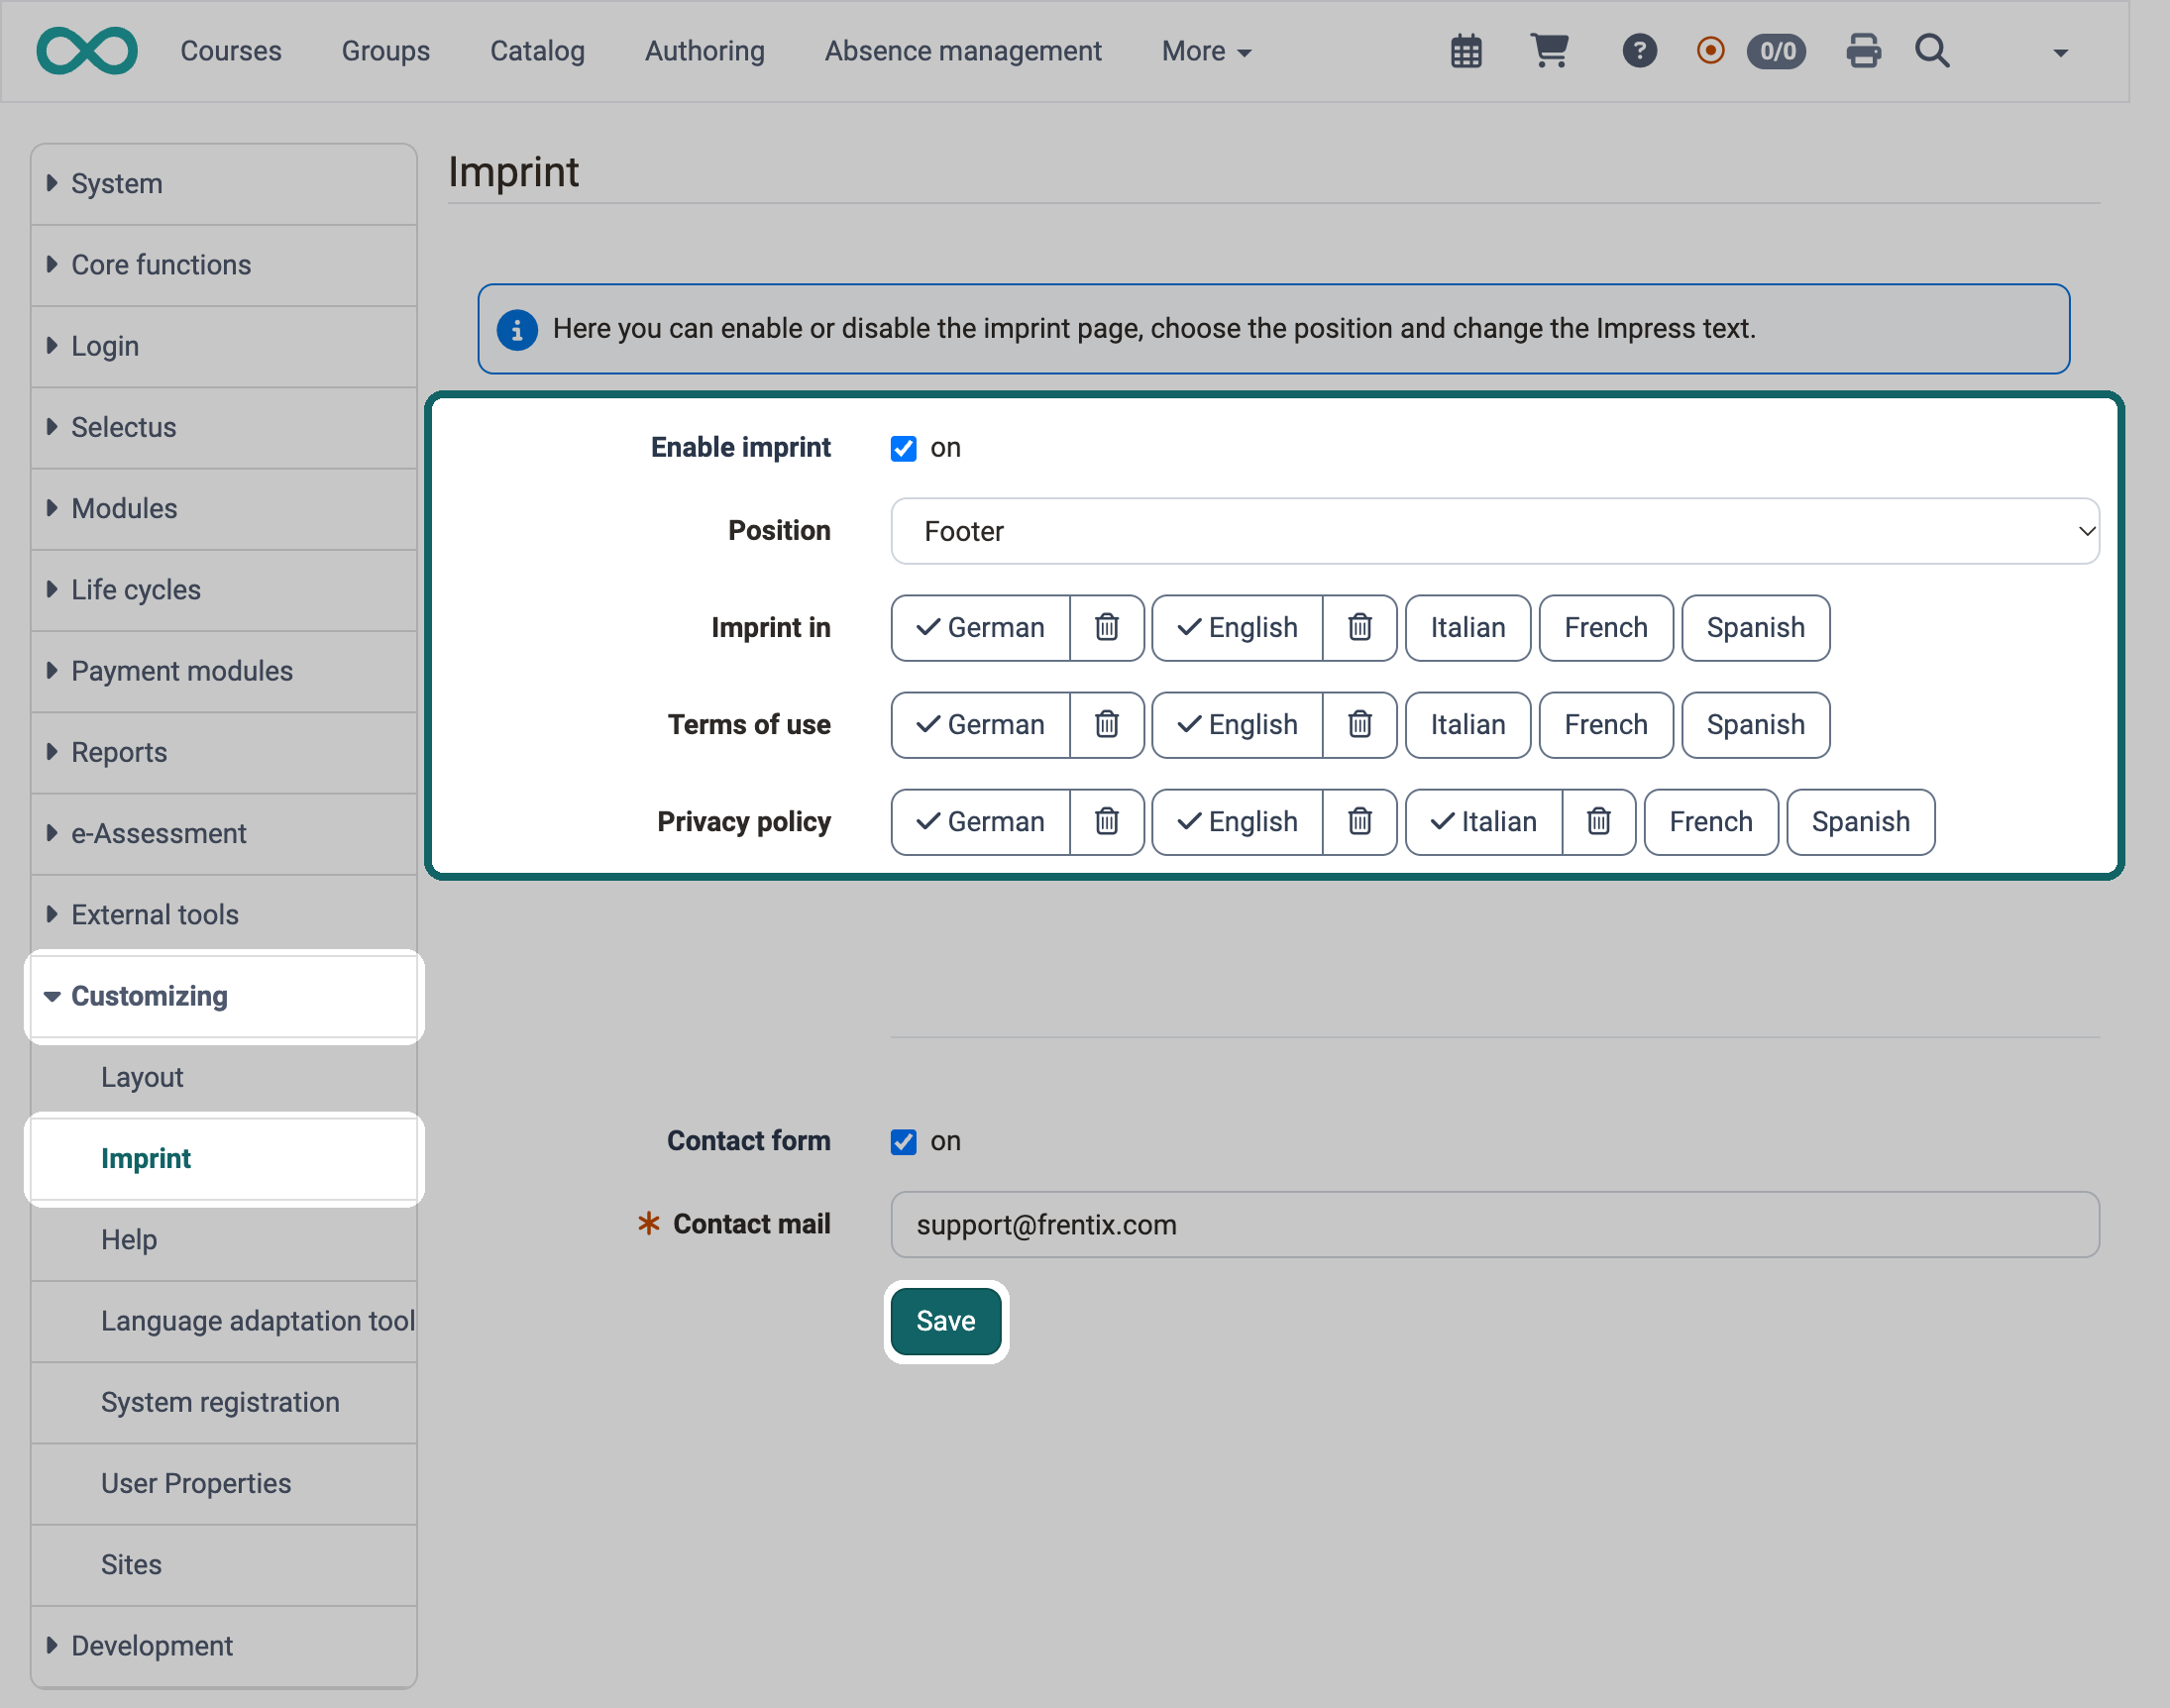 Courses Groups Catalog Authoring Absence management More 0/0
System
Core functions
Login
Selectus
Modules
Life cycles
Payment modules
Reports
e-Assessment
External tools
Customizing
Layout
Imprint
Help
Language adaptation tool
System registration
User Properties
Sites
Development
Imprint
Here you can enable or disable the imprint page, choose the position and change the Impress text.
Enable imprint on
Position Footer
Imprint in German English Italian French Spanish
Terms of use German English Italian French Spanish
Privacy policy German English Italian French Spanish
Contact form on
* Contact mail support@frentix.com
Save